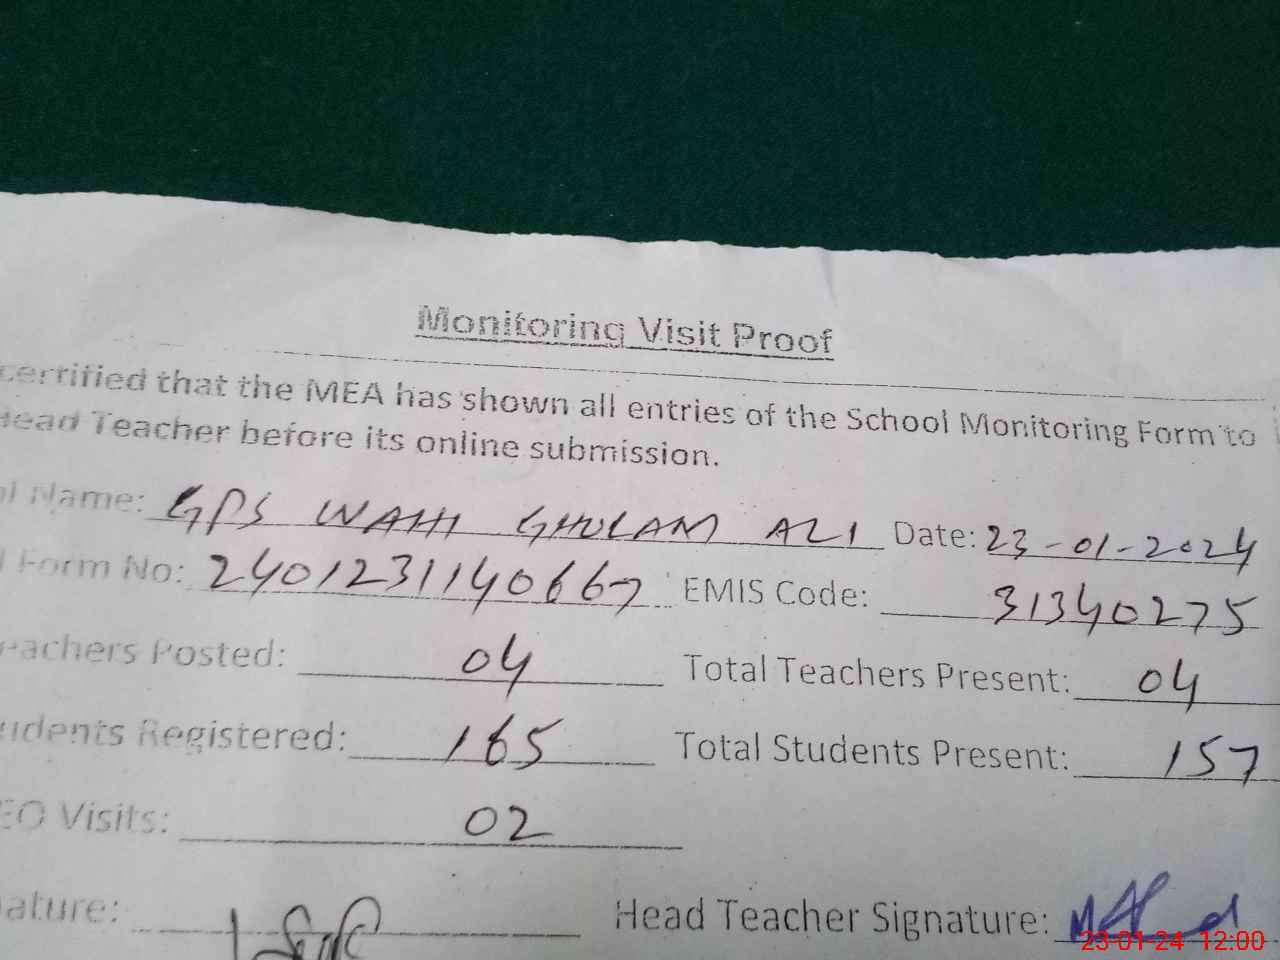 Monitoring Visit Proof
certified that the MEA has shown all entries of the School Monitoring Form to
Head Teacher before its online submission.
Name: GPS WAHI GHULAM ALI Date: 23-01-2024
Form No: 2401231140667 EMIS Code: 31340275
eachers Posted: 04 Total Teachers Present: 04
udents Registered: 165 Total Students Present: 157
EO Visits: 02
ature: Head Teacher Signature:
23-01-24 12:00